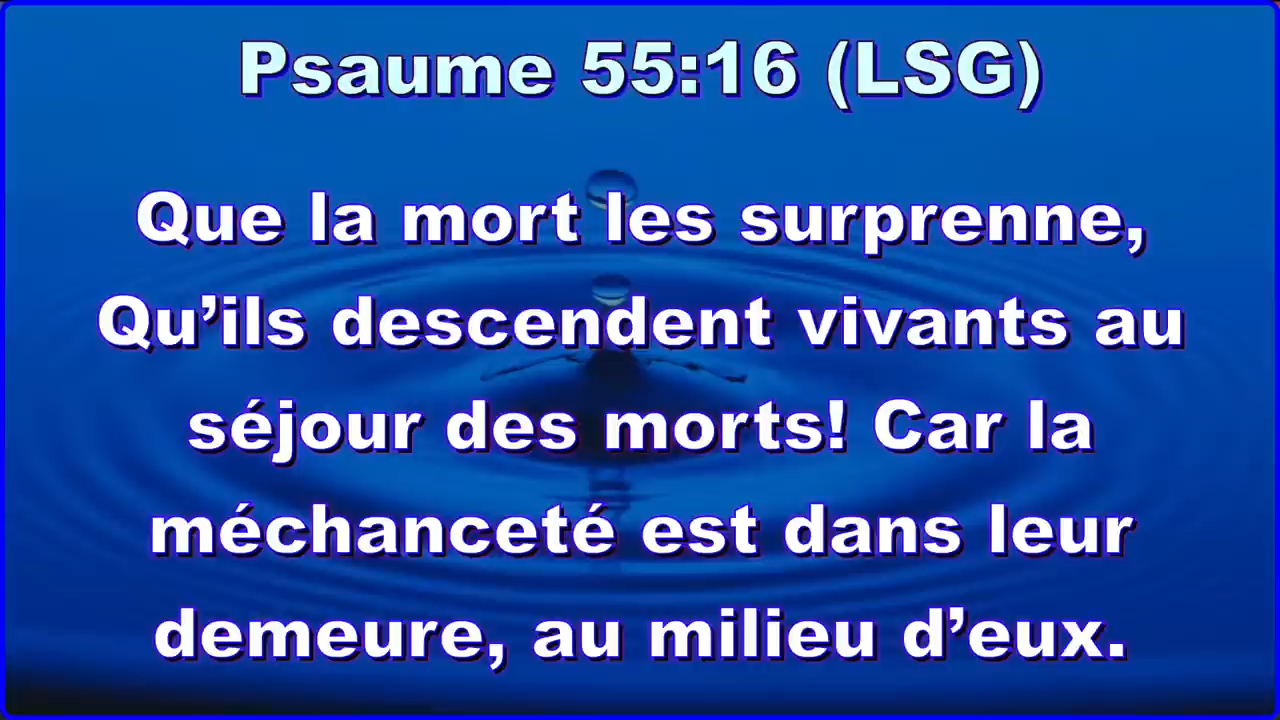 Psaume 55:16 (LSG)
Que la mort les surprenne,
Qu’ils descendent vivants au
séjour des morts! Car la
méchanceté est dans leur
demeure, au milieu d’eux.